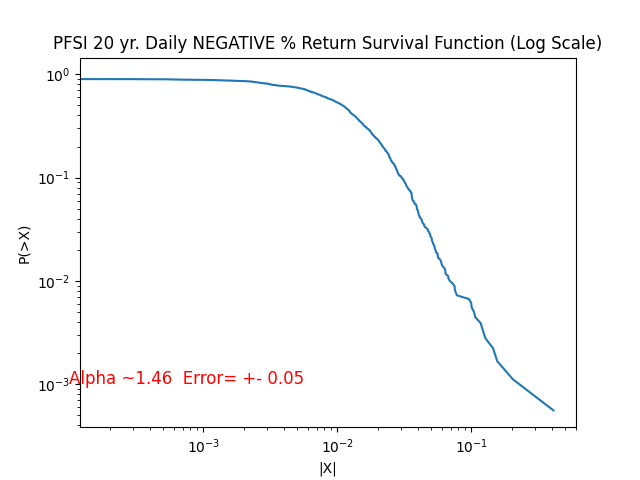 PFSI 20 yr. Daily NEGATIVE % Return Survival Function (Log Scale)
10^0
10^-1
10^-2
10^-3
P(>X)
Alpha ~1.46  Error= +- 0.05
10^-3
10^-2
10^-1
|X|